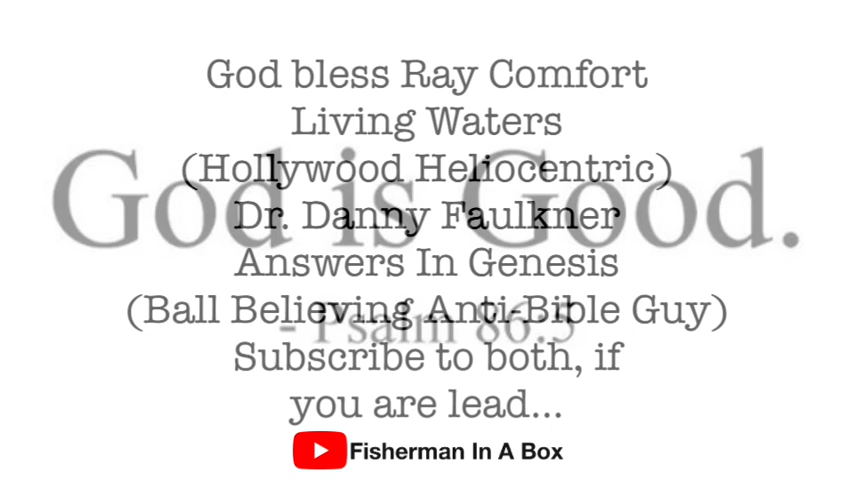 God bless Ray Comfort
Living Waters
(Hollywood Heliocentric)
God is Good.
Dr. Danny Faulkner
Answers In Genesis
(Ball Believing Anti-Bible Guy)
- Psalm 86:5
Subscribe to both, if
you are lead...
Fisherman In A Box